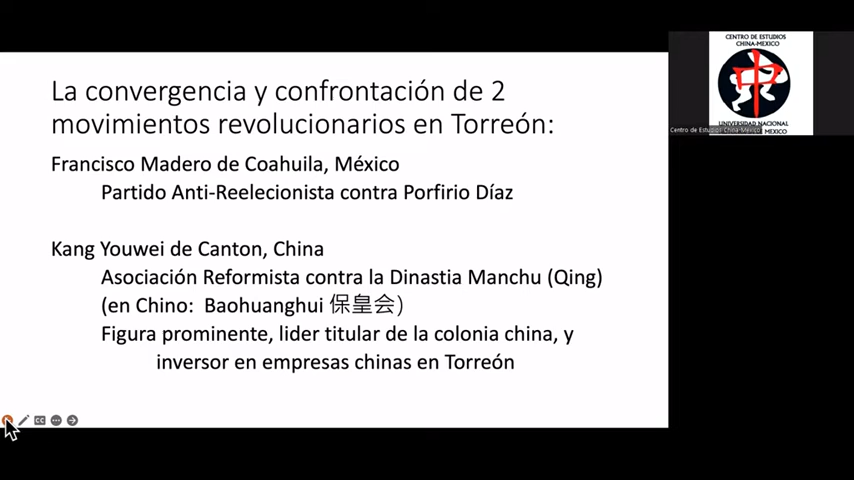 La convergencia y confrontación de 2
movimientos revolucionarios en Torreón:
Francisco Madero de Coahuila, México
Partido Anti-Reelecionista contra Porfirio Díaz
Kang Youwei de Canton, China
Asociación Reformista contra la Dinastia Manchu (Qing)
(en Chino: Baohuanghui 保皇会)
Figura prominente, lider titular de la colonia china, y
inversor en empresas chinas en Torreón
CENTRO DE ESTUDIOS
CHINA-MEXICO
UNIVERSIDAD NACIONAL
MEXICO
Centro de Estudios China-México
CC